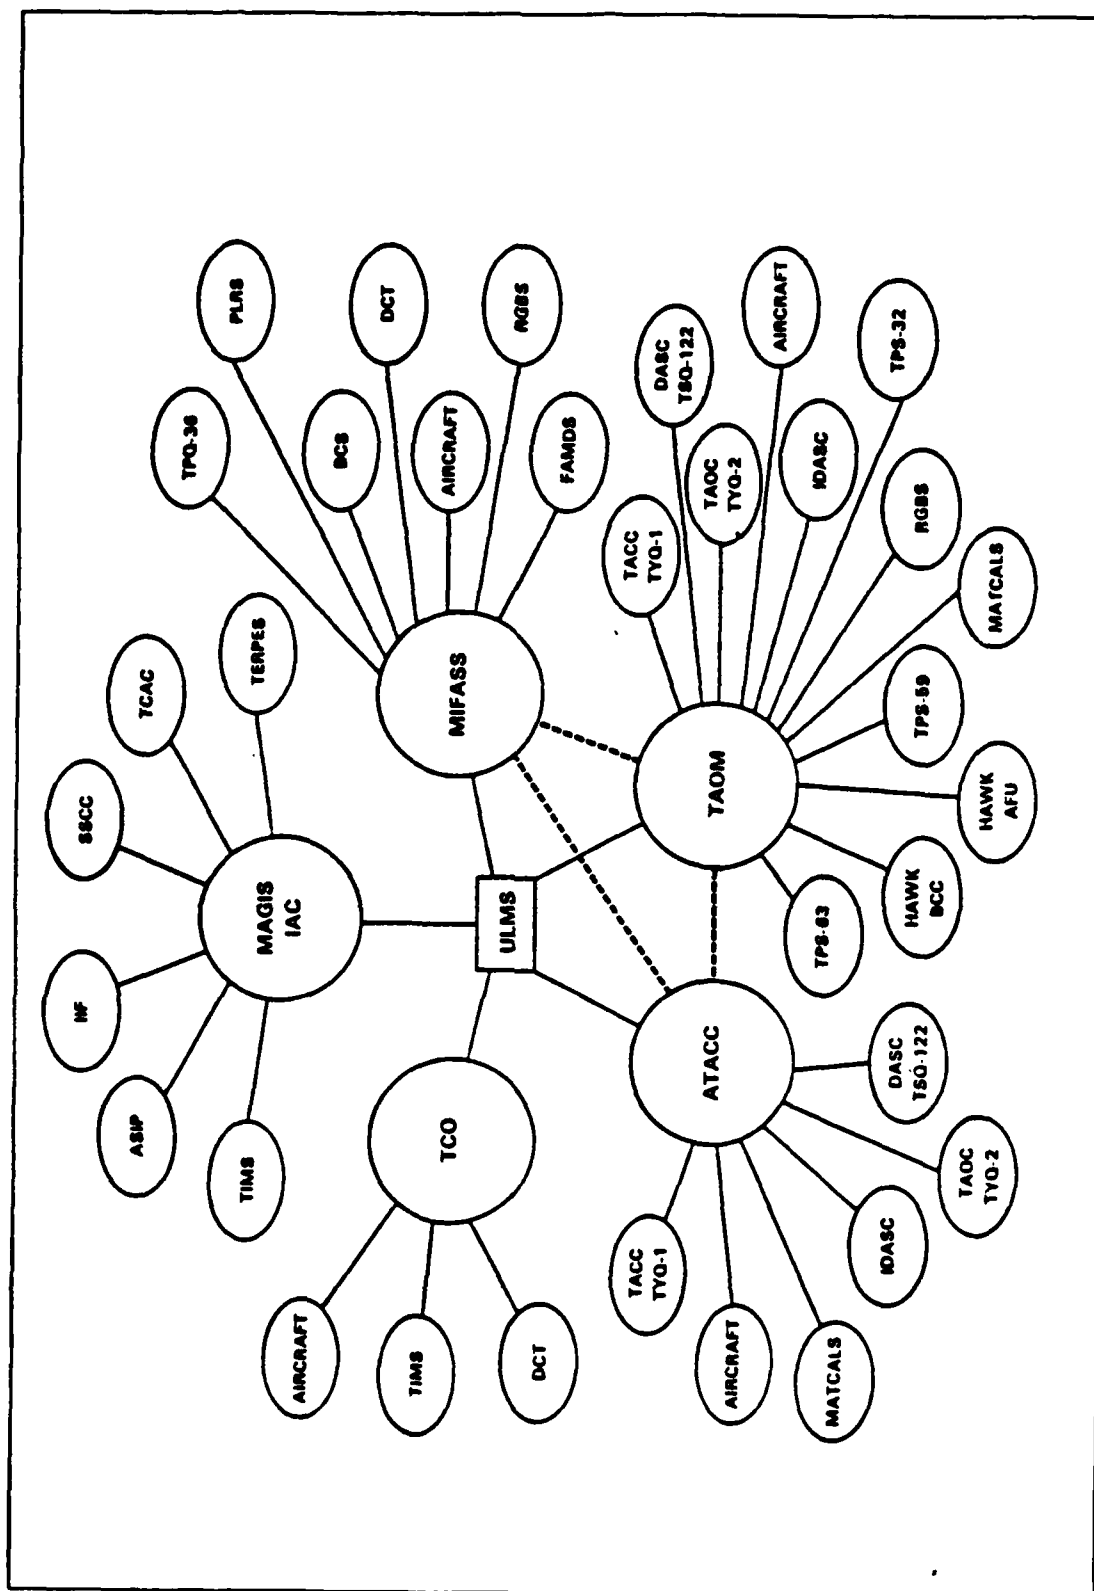 SSCC
NF
TCAC
ASIP
TERPES
TIMS
MAGIS
IAC
TPQ-36
PLRS
BCS
DCT
AIRCRAFT
RGBS
FAMDS
MIFASS
AIRCRAFT
TIMS
DCT
TCO
ULMS
TACC
TYQ-1
DASC
TSQ-122
TAOC
TYQ-2
AIRCRAFT
IDASC
TPS-32
RGBS
MATCALS
TPS-59
HAWK
AFU
HAWK
BCC
TPS-63
TAOM
ATACC
TACC
TYQ-1
AIRCRAFT
MATCALS
IDASC
TAOC
TYQ-2
DASC
TSQ-122